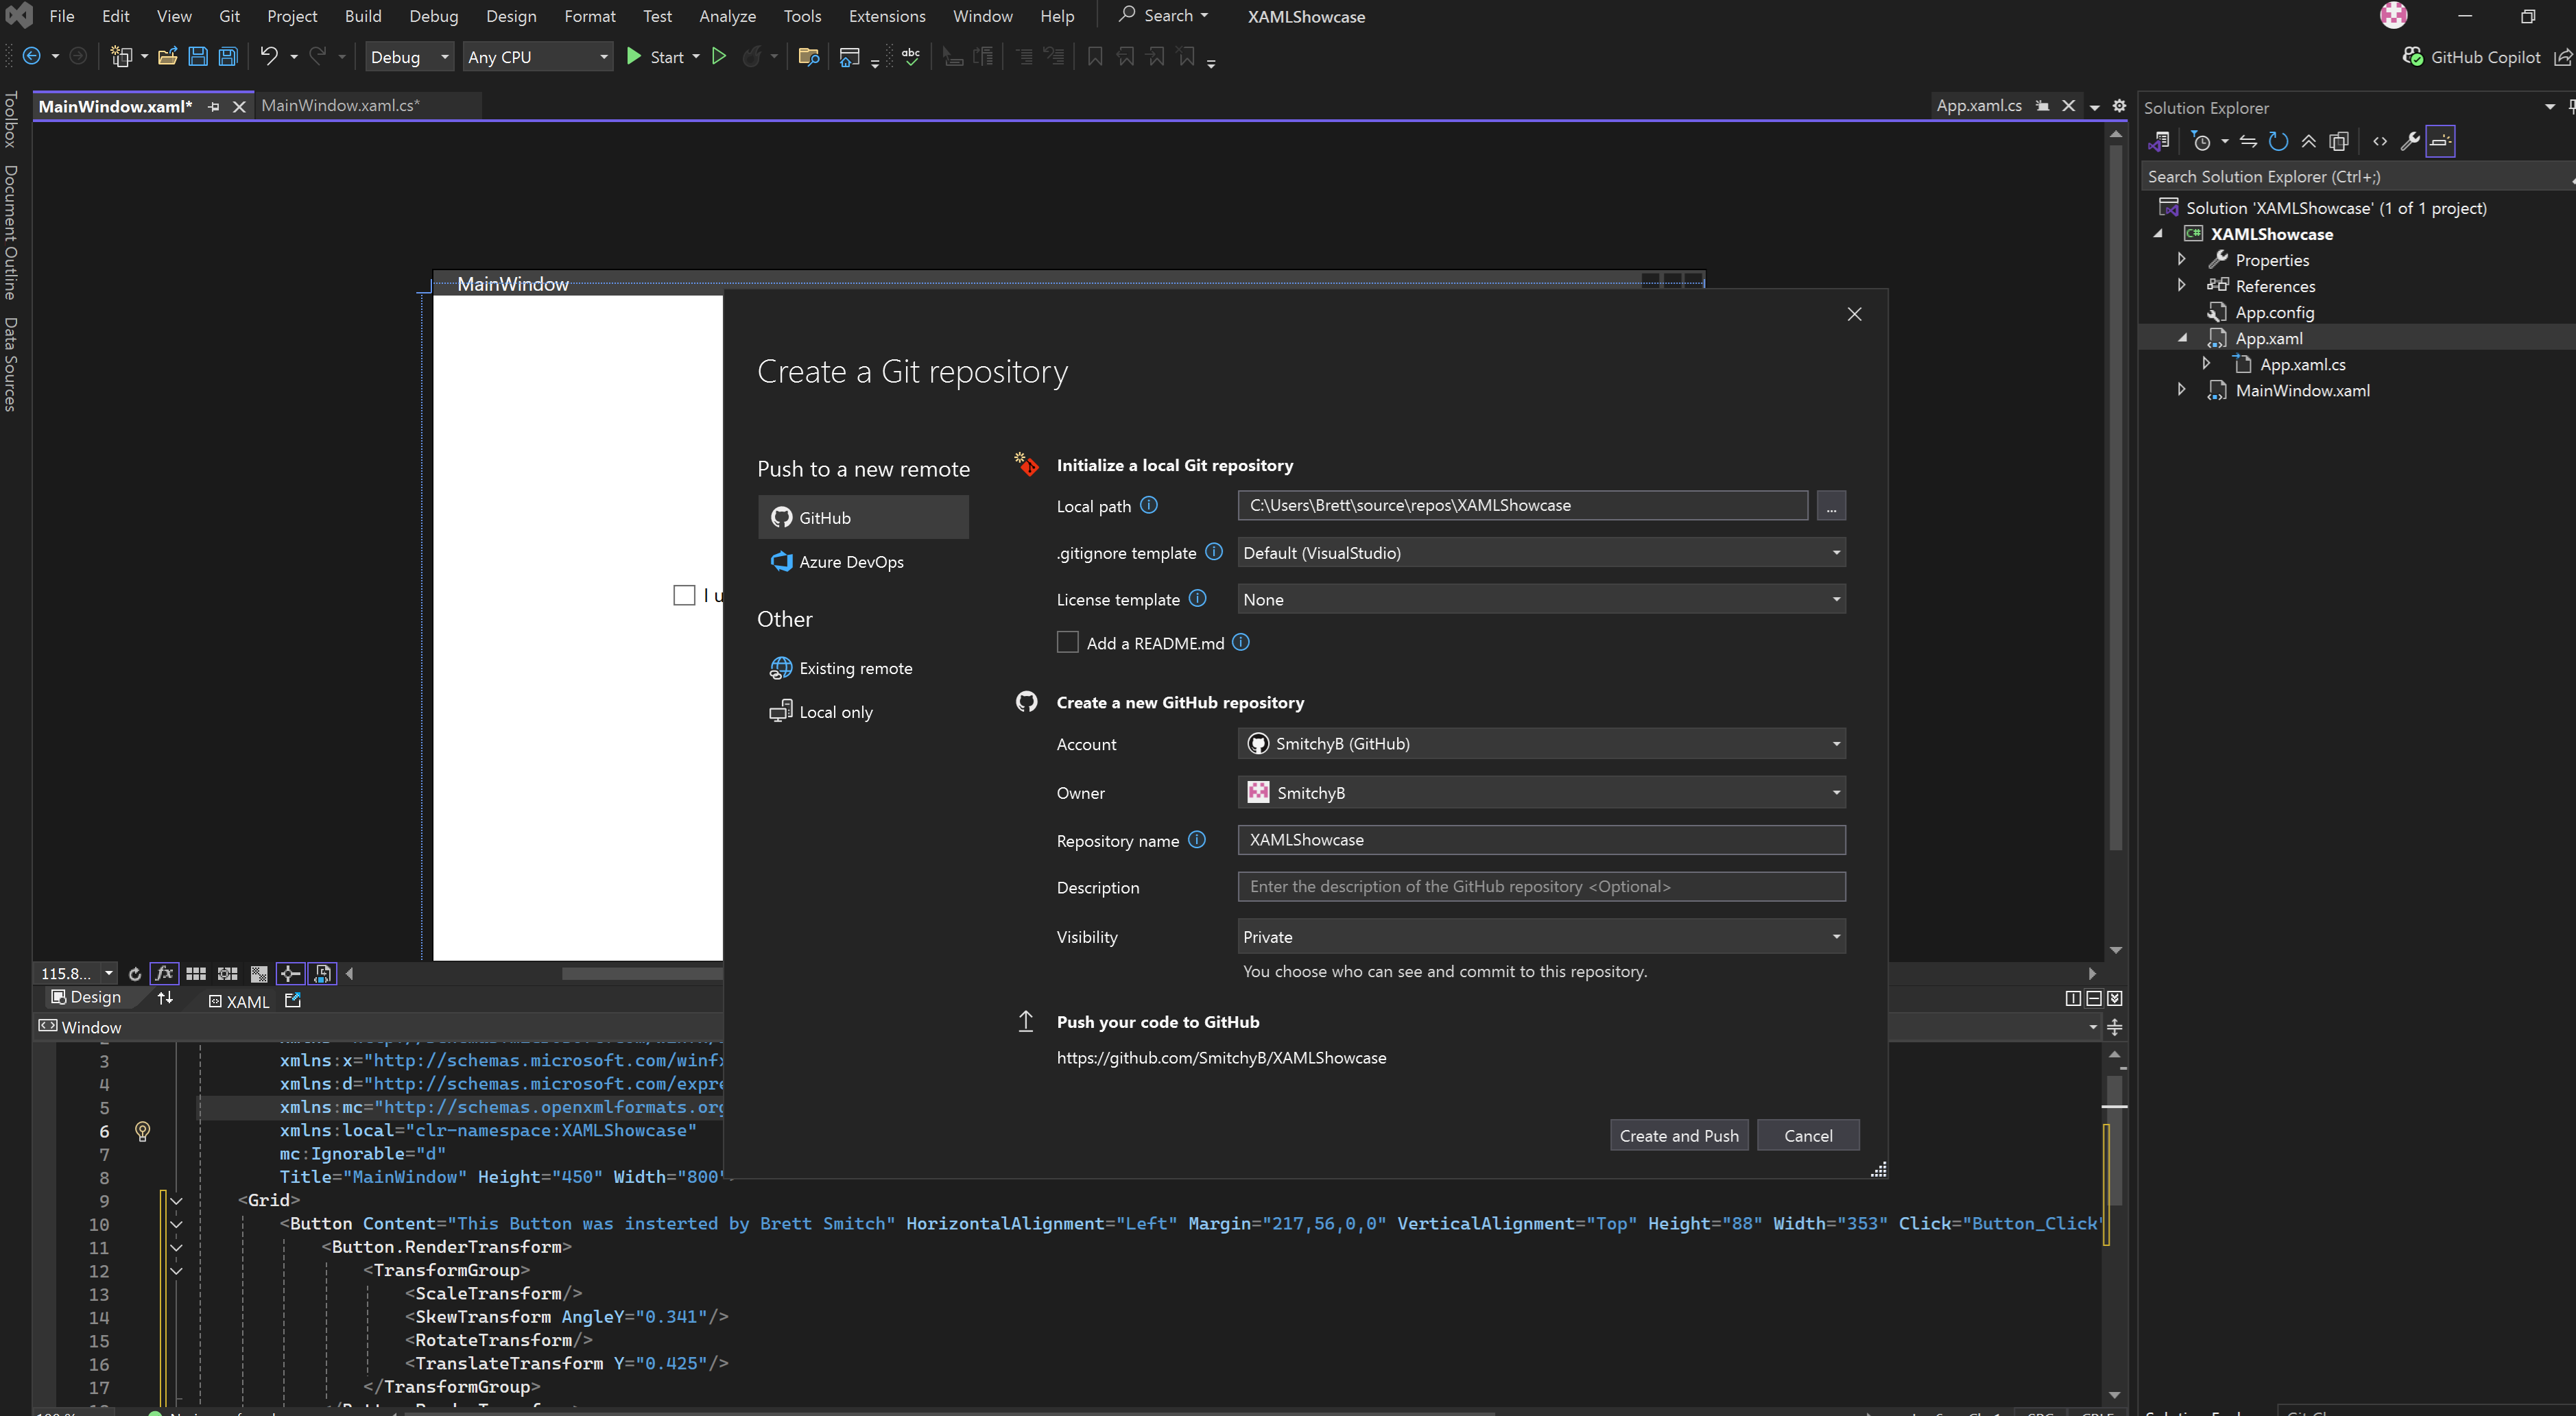 File Edit View Git Project Build Debug Design Format Test Analyze Tools Extensions Window Help Search XAMLShowcase
Debug Any CPU Start abc GitHub Copilot
Toolbox
Document Outline
Data Sources
MainWindow.xaml* MainWindow.xaml.cs* App.xaml.cs
MainWindow
I u
Create a Git repository
Push to a new remote
GitHub
Azure DevOps
Other
Existing remote
Local only
Initialize a local Git repository
Local path C:\Users\Brett\source\repos\XAMLShowcase ...
.gitignore template Default (VisualStudio)
License template None
Add a README.md
Create a new GitHub repository
Account SmitchyB (GitHub)
Owner SmitchyB
Repository name XAMLShowcase
Description Enter the description of the GitHub repository <Optional>
Visibility Private
You choose who can see and commit to this repository.
Push your code to GitHub
https://github.com/SmitchyB/XAMLShowcase
Create and Push Cancel
115.8... fx
Design XAML
Window
3 xmlns:x="http://schemas.microsoft.com/winfx
4 xmlns:d="http://schemas.microsoft.com/expre
5 xmlns:mc="http://schemas.openxmlformats.org
6 xmlns:local="clr-namespace:XAMLShowcase"
7 mc:Ignorable="d"
8 Title="MainWindow" Height="450" Width="800"
9 <Grid>
10 <Button Content="This Button was insterted by Brett Smitch" HorizontalAlignment="Left" Margin="217,56,0,0" VerticalAlignment="Top" Height="88" Width="353" Click="Button_Click"
11 <Button.RenderTransform>
12 <TransformGroup>
13 <ScaleTransform/>
14 <SkewTransform AngleY="0.341"/>
15 <RotateTransform/>
16 <TranslateTransform Y="0.425"/>
17 </TransformGroup>
Solution Explorer
Search Solution Explorer (Ctrl+;)
Solution 'XAMLShowcase' (1 of 1 project)
C# XAMLShowcase
Properties
References
App.config
App.xaml
App.xaml.cs
MainWindow.xaml